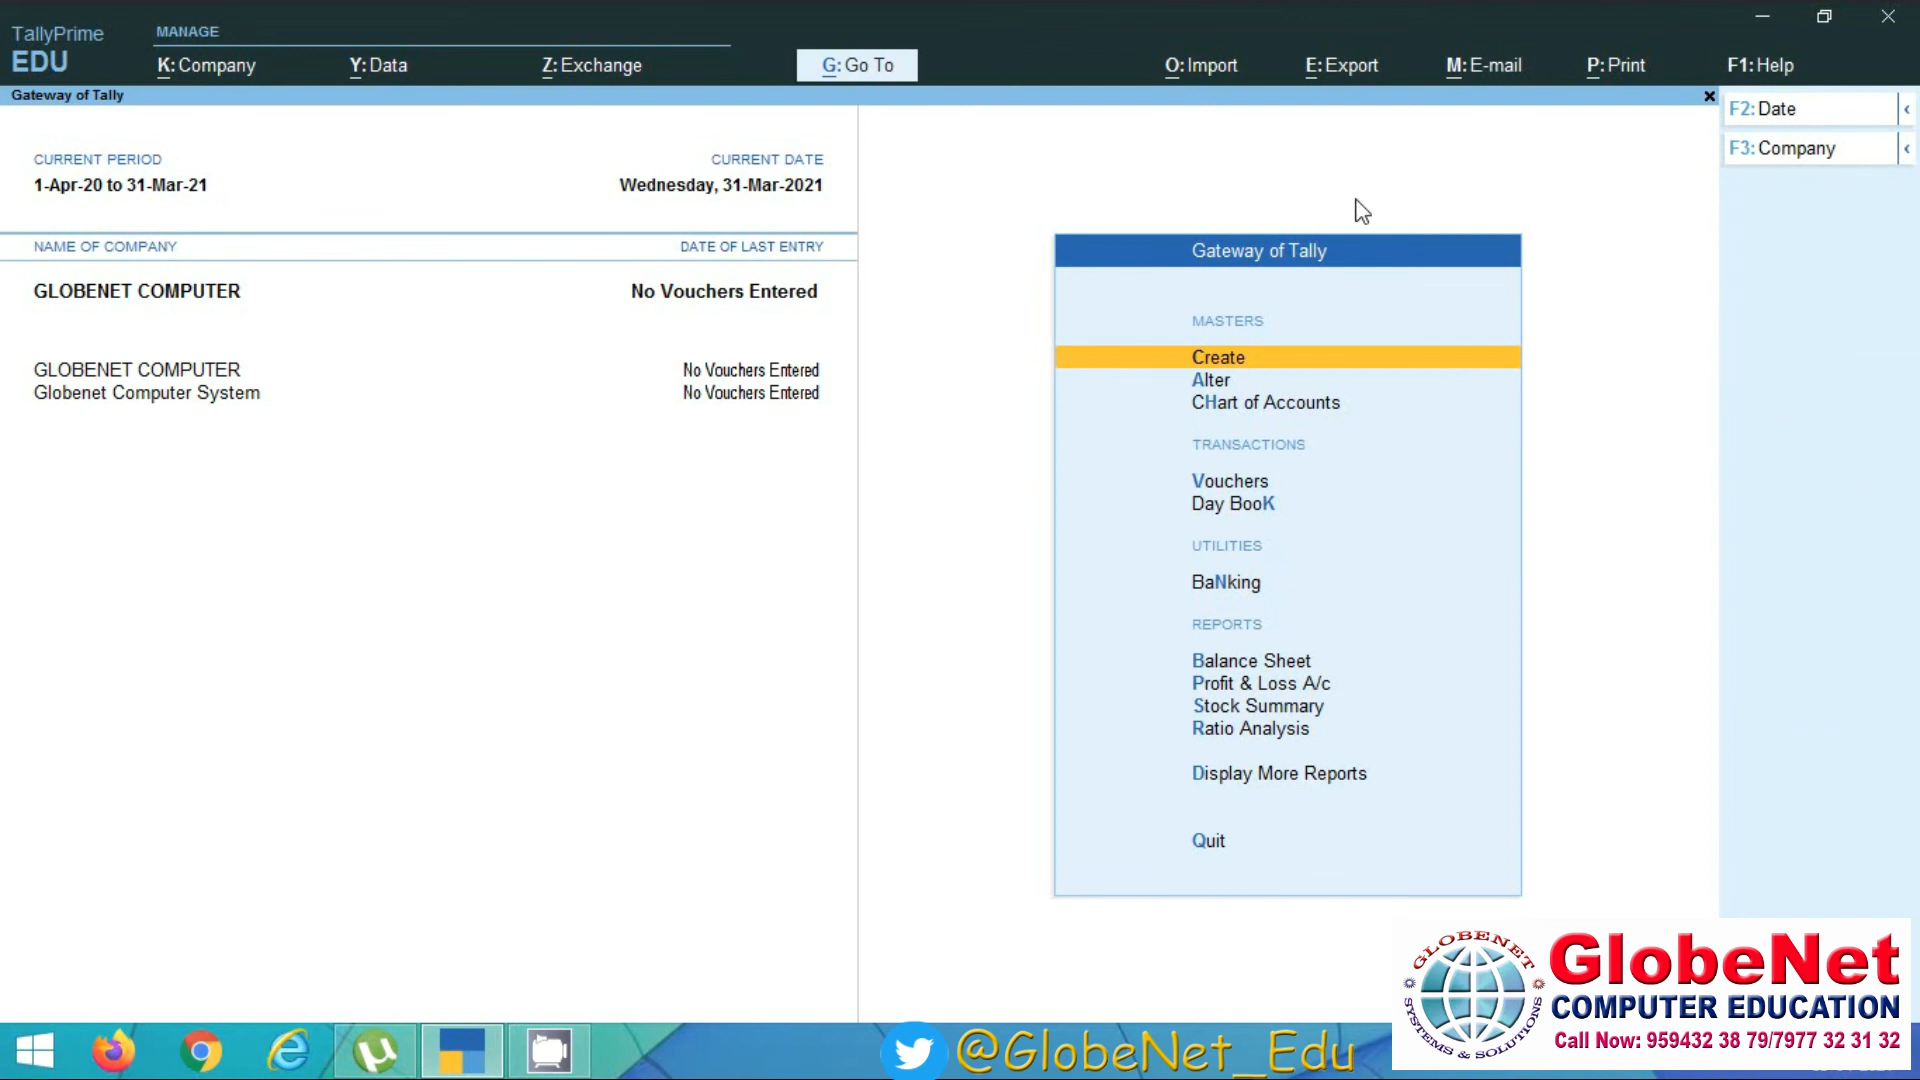 TallyPrime
EDU
MANAGE
K: Company
Y: Data
Z: Exchange
G: Go To
O: Import
E: Export
M: E-mail
P: Print
F1: Help
Gateway of Tally
F2: Date
F3: Company
CURRENT PERIOD
CURRENT DATE
1-Apr-20 to 31-Mar-21
Wednesday, 31-Mar-2021
NAME OF COMPANY
DATE OF LAST ENTRY
GLOBENET COMPUTER
No Vouchers Entered
GLOBENET COMPUTER
No Vouchers Entered
Globenet Computer System
No Vouchers Entered
Gateway of Tally
MASTERS
Create
Alter
CHart of Accounts
TRANSACTIONS
Vouchers
Day BooK
UTILITIES
BaNking
REPORTS
Balance Sheet
Profit & Loss A/c
Stock Summary
Ratio Analysis
Display More Reports
Quit
GLOBENET
SYSTEMS & SOLUTIONS
GlobeNet
COMPUTER EDUCATION
Call Now: 959432 38 79/7977 32 31 32
@GlobeNet_Edu